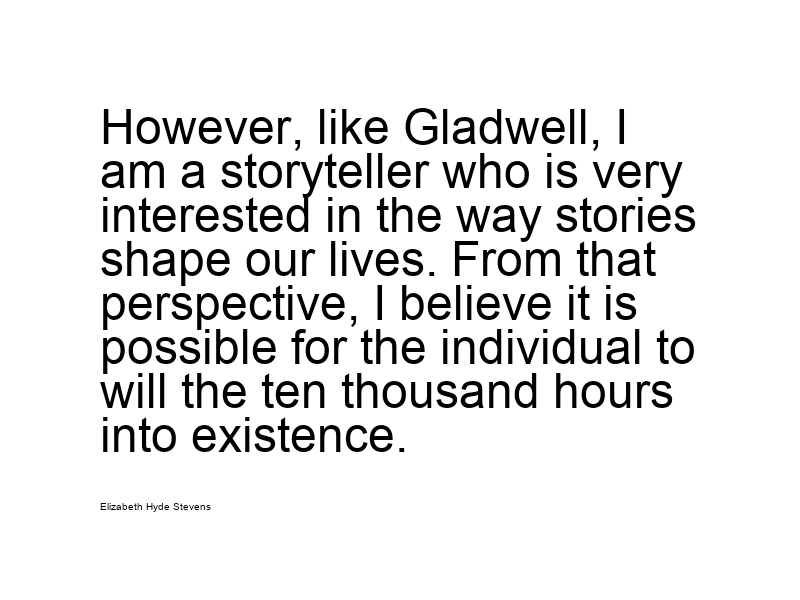 However, like Gladwell, I
am a storyteller who is very
interested in the way stories
shape our lives. From that
perspective, I believe it is
possible for the individual to
will the ten thousand hours
into existence.
Elizabeth Hyde Stevens